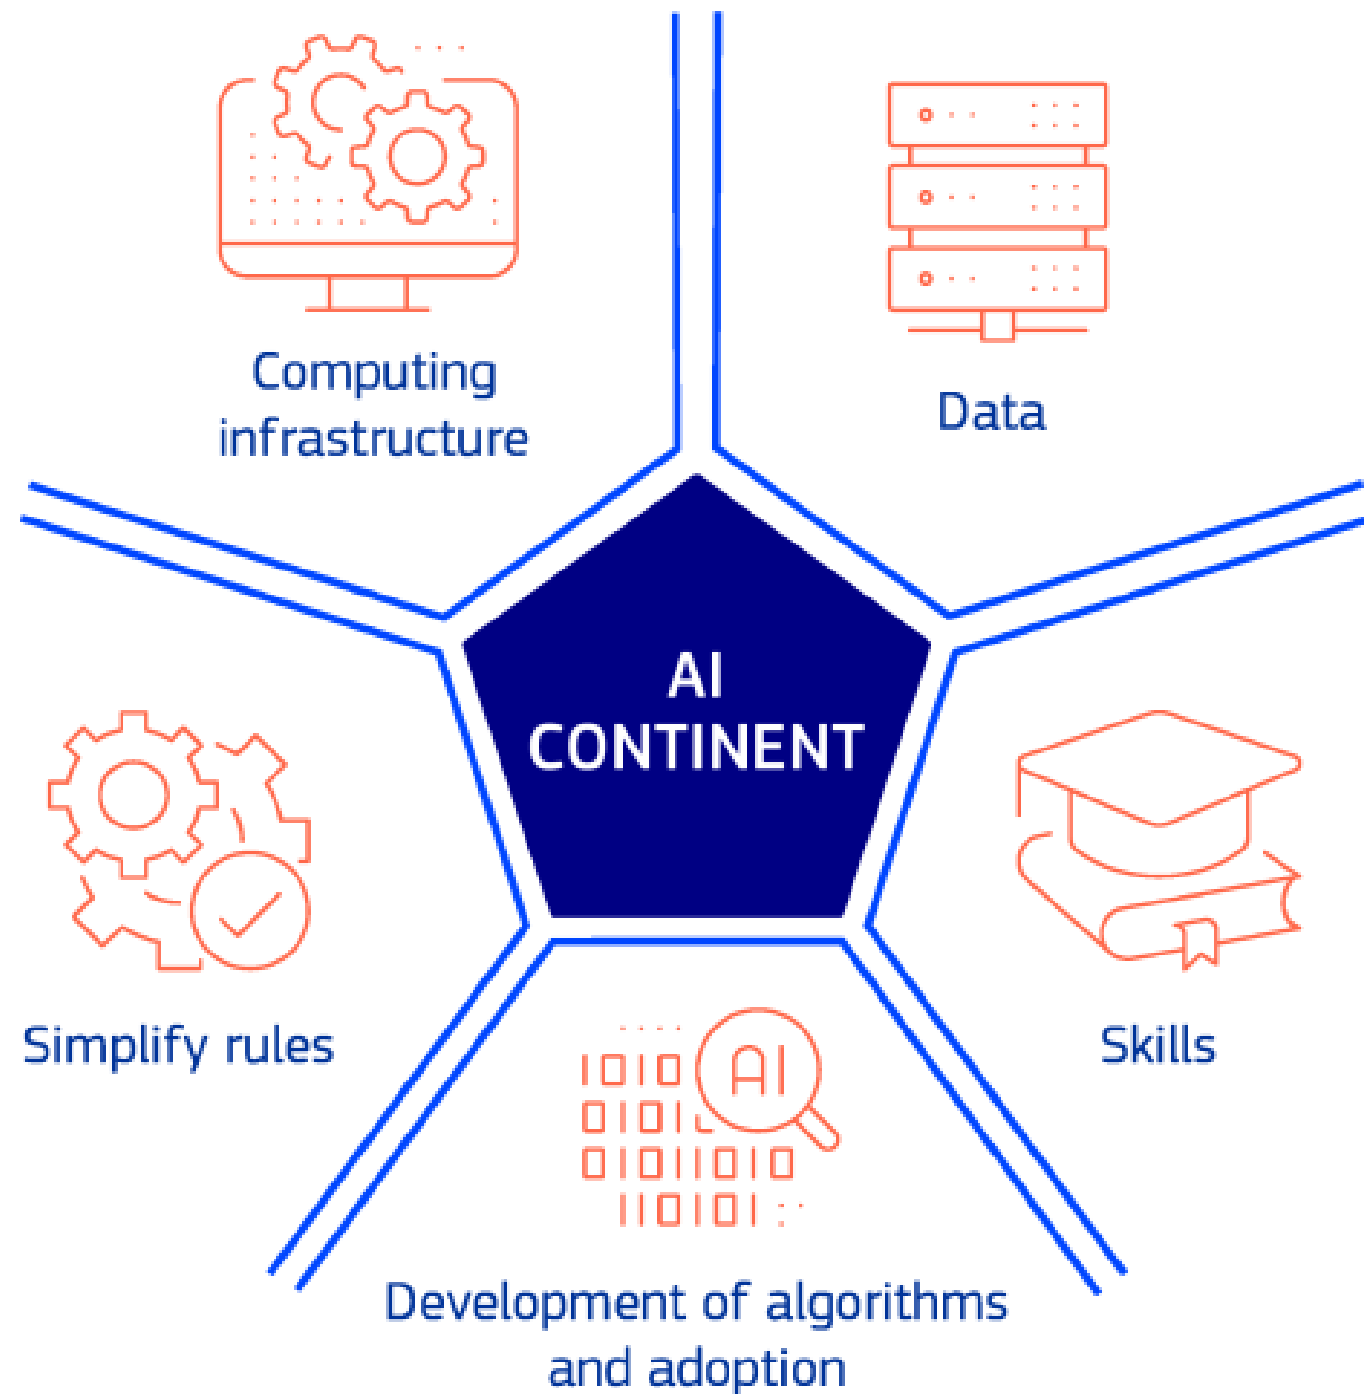 Computing
infrastructure
Data
AI
CONTINENT
Simplify rules
Skills
AI
Development of algorithms
and adoption